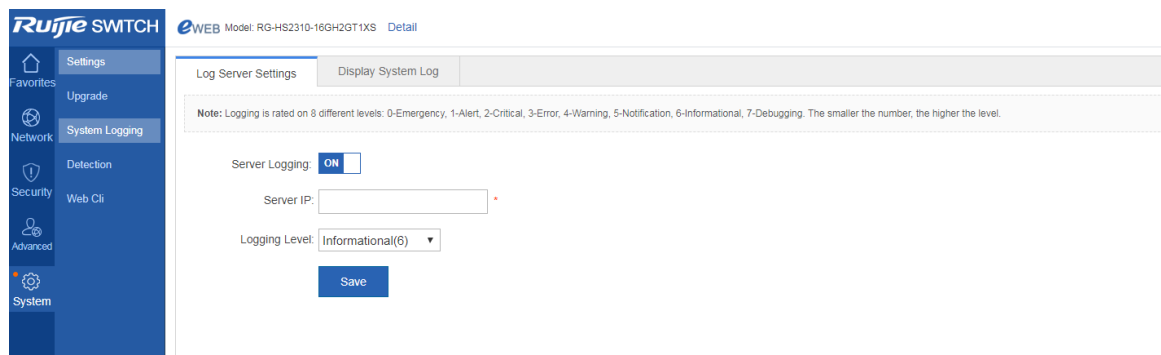 Ruijie SWITCH
eWEB Model: RG-HS2310-16GH2GT1XS Detail
Favorites
Network
Security
Advanced
System
Settings
Upgrade
System Logging
Detection
Web Cli
Log Server Settings
Display System Log
Note: Logging is rated on 8 different levels: 0-Emergency, 1-Alert, 2-Critical, 3-Error, 4-Warning, 5-Notification, 6-Informational, 7-Debugging. The smaller the number, the higher the level.
Server Logging: ON
Server IP: *
Logging Level: Informational(6)
Save